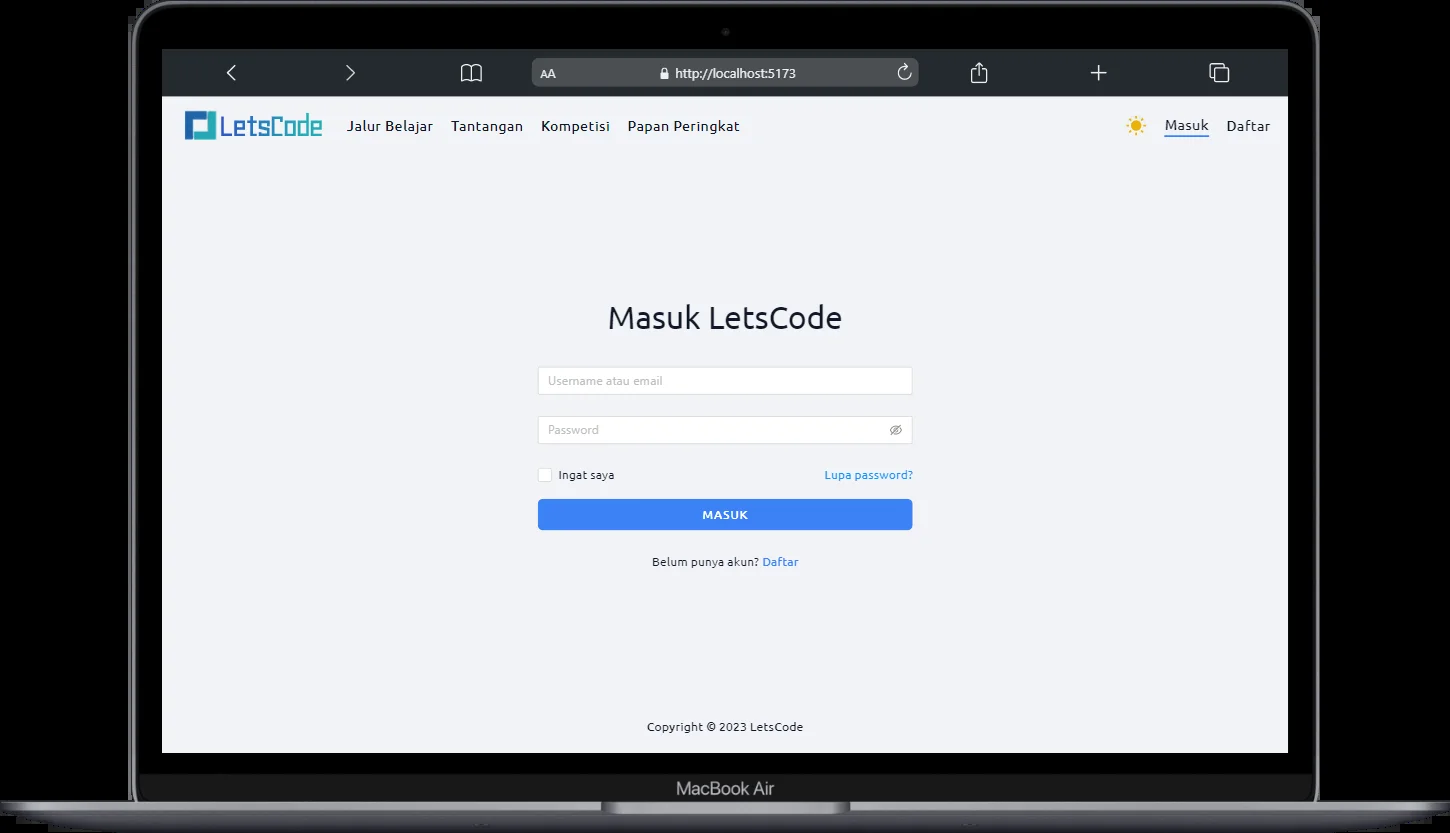 AA http://localhost:5173
LetsCode Jalur Belajar Tantangan Kompetisi Papan Peringkat Masuk Daftar
Masuk LetsCode
Username atau email
Password
Ingat saya Lupa password?
MASUK
Belum punya akun? Daftar
Copyright © 2023 LetsCode
MacBook Air